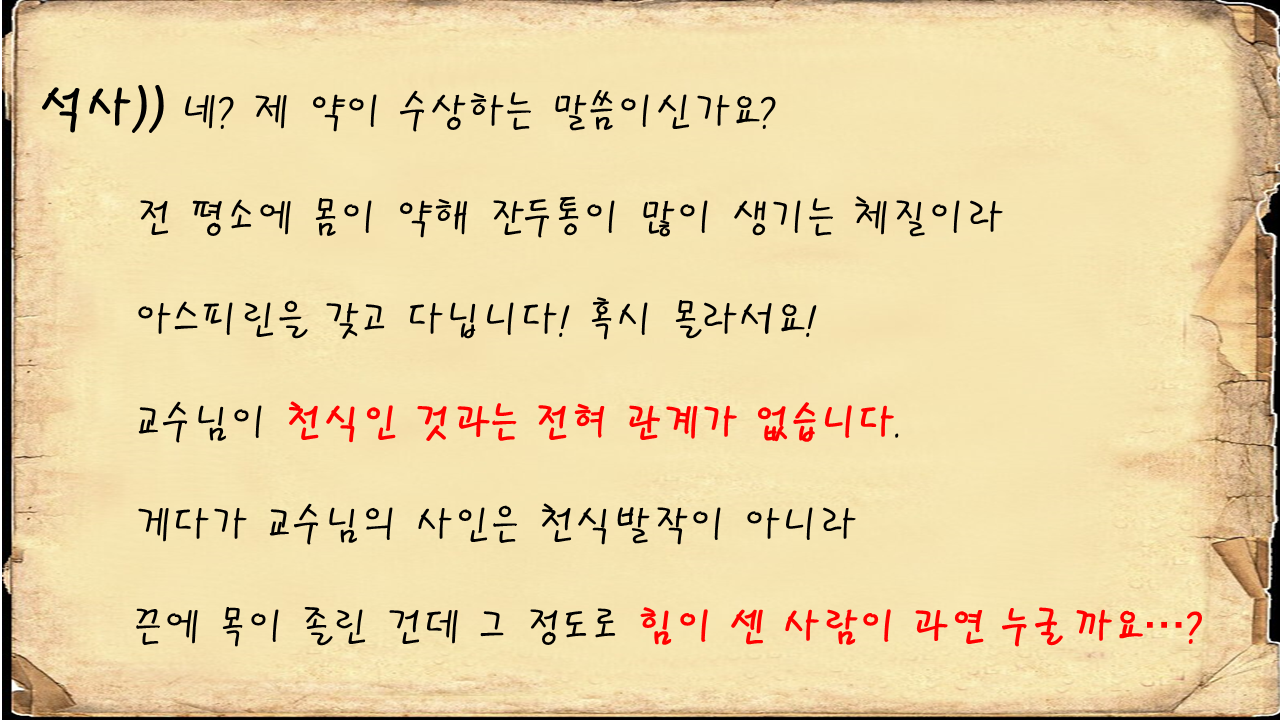 석사)) 네? 제 약이 수상하는 말씀이신가요?
전 평소에 몸이 약해 잔두통이 많이 생기는 체질이라
아스피린을 갖고 다닙니다! 혹시 몰라서요!
교수님이 천식인 것과는 전혀 관계가 없습니다.
게다가 교수님의 사인은 천식발작이 아니라
끈에 목이 졸린 건데 그 정도로 힘이 센 사람이 과연 누굴까요…?